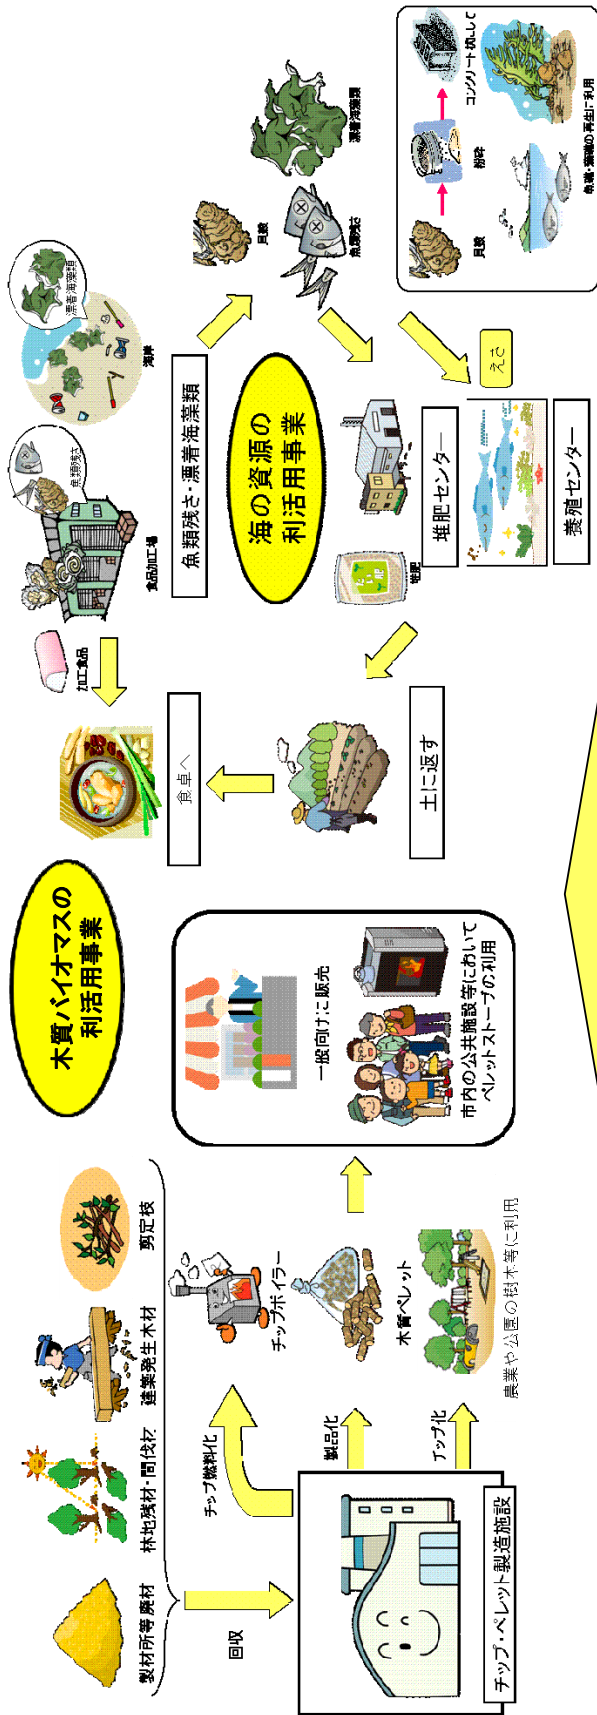 木質バイオマスの
利活用事業
製材所等廃材
林地残材・間伐材
建築発生木材
剪定枝
回収
チップ・ペレット製造施設
チップ燃料化
製品化
チップ化
チップボイラー
木質ペレット
農業や公園の樹木等に利用
一般向けに販売
市内の公共施設等において
ペレットストーブの利用
海の資源の
利活用事業
食品加工場
魚類残さ
海岸
漂着海藻類
加工食品
食卓へ
魚類残さ・漂着海藻類
貝殻
魚類残さ
漂着海藻類
堆肥
たい肥
堆肥センター
土に返す
えさ
養殖センター
貝殻
粉砕
コンクリート枕にして
魚礁・藻礁の再生に利用